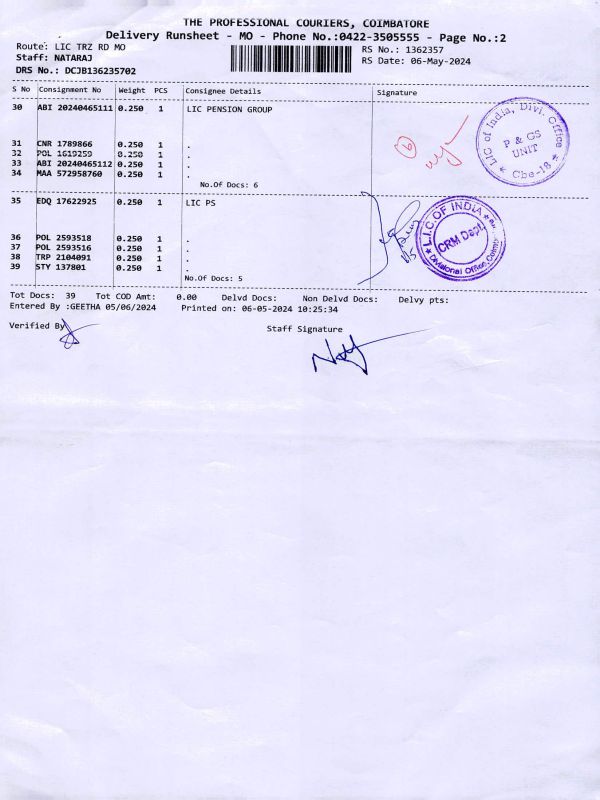 THE PROFESSIONAL COURIERS, COIMBATORE
Delivery Runsheet - MO - Phone No.:0422-3505555 - Page No.:2
Route: LIC TRZ RD MO RS No.: 1362357
Staff: NATARAJ RS Date: 06-May-2024
DRS No.: DCJB136235702
S No Consignment No Weight PCS Consignee Details Signature
30 ABI 20240465111 0.250 1 LIC PENSION GROUP
31 CNR 1789866 0.250 1 .
32 POL 1619259 0.250 1 .
33 ABI 20240465112 0.250 1 .
34 MAA 572958760 0.250 1 .
No.Of Docs: 6
6
LIC of India, Divl. Office
P & GS
UNIT
* Cbe-18 *
35 EDQ 17622925 0.250 1 LIC PS
36 POL 2593518 0.250 1 .
37 POL 2593516 0.250 1 .
38 TRP 2104091 0.250 1 .
39 STY 137801 0.250 1 .
No.Of Docs: 5
L.I.C. OF INDIA
CRM Dept.
Divisional Office
Tot Docs: 39 Tot COD Amt: 0.00 Delvd Docs: Non Delvd Docs: Delvy pts:
Entered By :GEETHA 05/06/2024 Printed on: 06-05-2024 10:25:34
Verified By Staff Signature